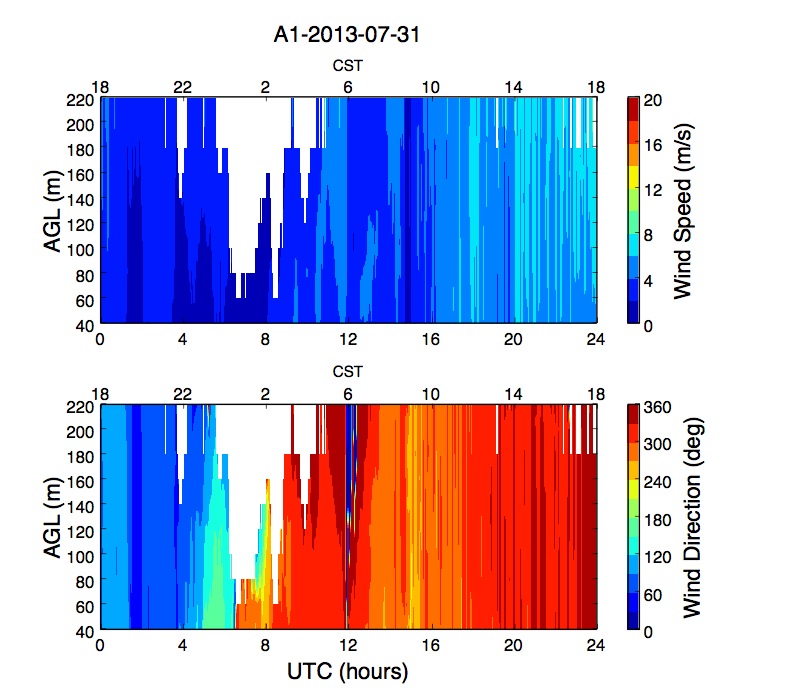 A1-2013-07-31
CST
18 22 2 6 10 14 18
220
200
180
160
140
120
100
80
60
40
AGL (m)
0 4 8 12 16 20 24
20
16
12
8
4
0
Wind Speed (m/s)
CST
18 22 2 6 10 14 18
220
200
180
160
140
120
100
80
60
40
AGL (m)
0 4 8 12 16 20 24
UTC (hours)
360
300
240
180
120
60
0
Wind Direction (deg)